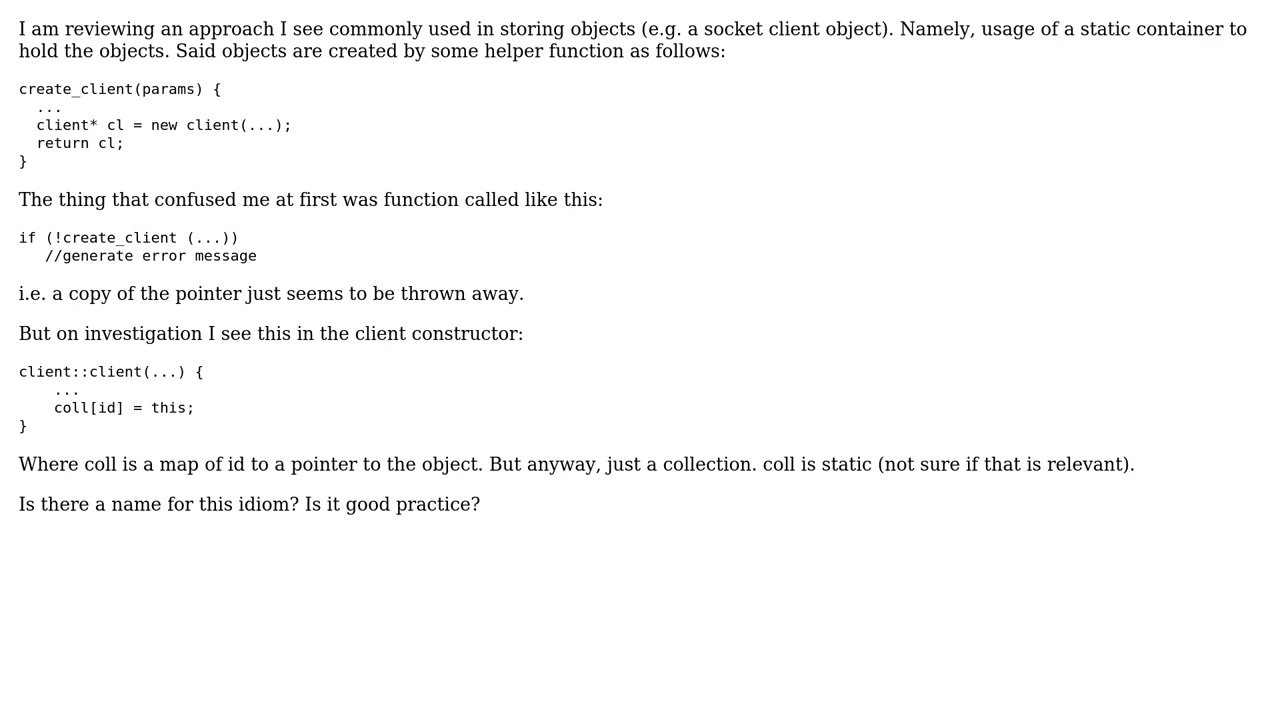 I am reviewing an approach I see commonly used in storing objects (e.g. a socket client object). Namely, usage of a static container to
hold the objects. Said objects are created by some helper function as follows:
create_client(params) {
  ...
  client* cl = new client(...);
  return cl;
}
The thing that confused me at first was function called like this:
if (!create_client (...))
   //generate error message
i.e. a copy of the pointer just seems to be thrown away.
But on investigation I see this in the client constructor:
client::client(...) {
    ...
    coll[id] = this;
}
Where coll is a map of id to a pointer to the object. But anyway, just a collection. coll is static (not sure if that is relevant).
Is there a name for this idiom? Is it good practice?